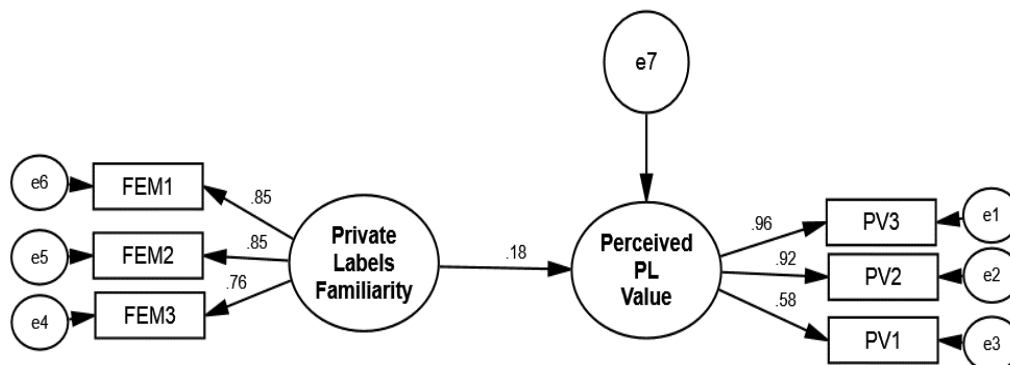 e7
e6
FEM1
.85
e5
FEM2
.85
e4
FEM3
.76
Private
Labels
Familiarity
.18
Perceived
PL
Value
.96
PV3
e1
.92
PV2
e2
.58
PV1
e3